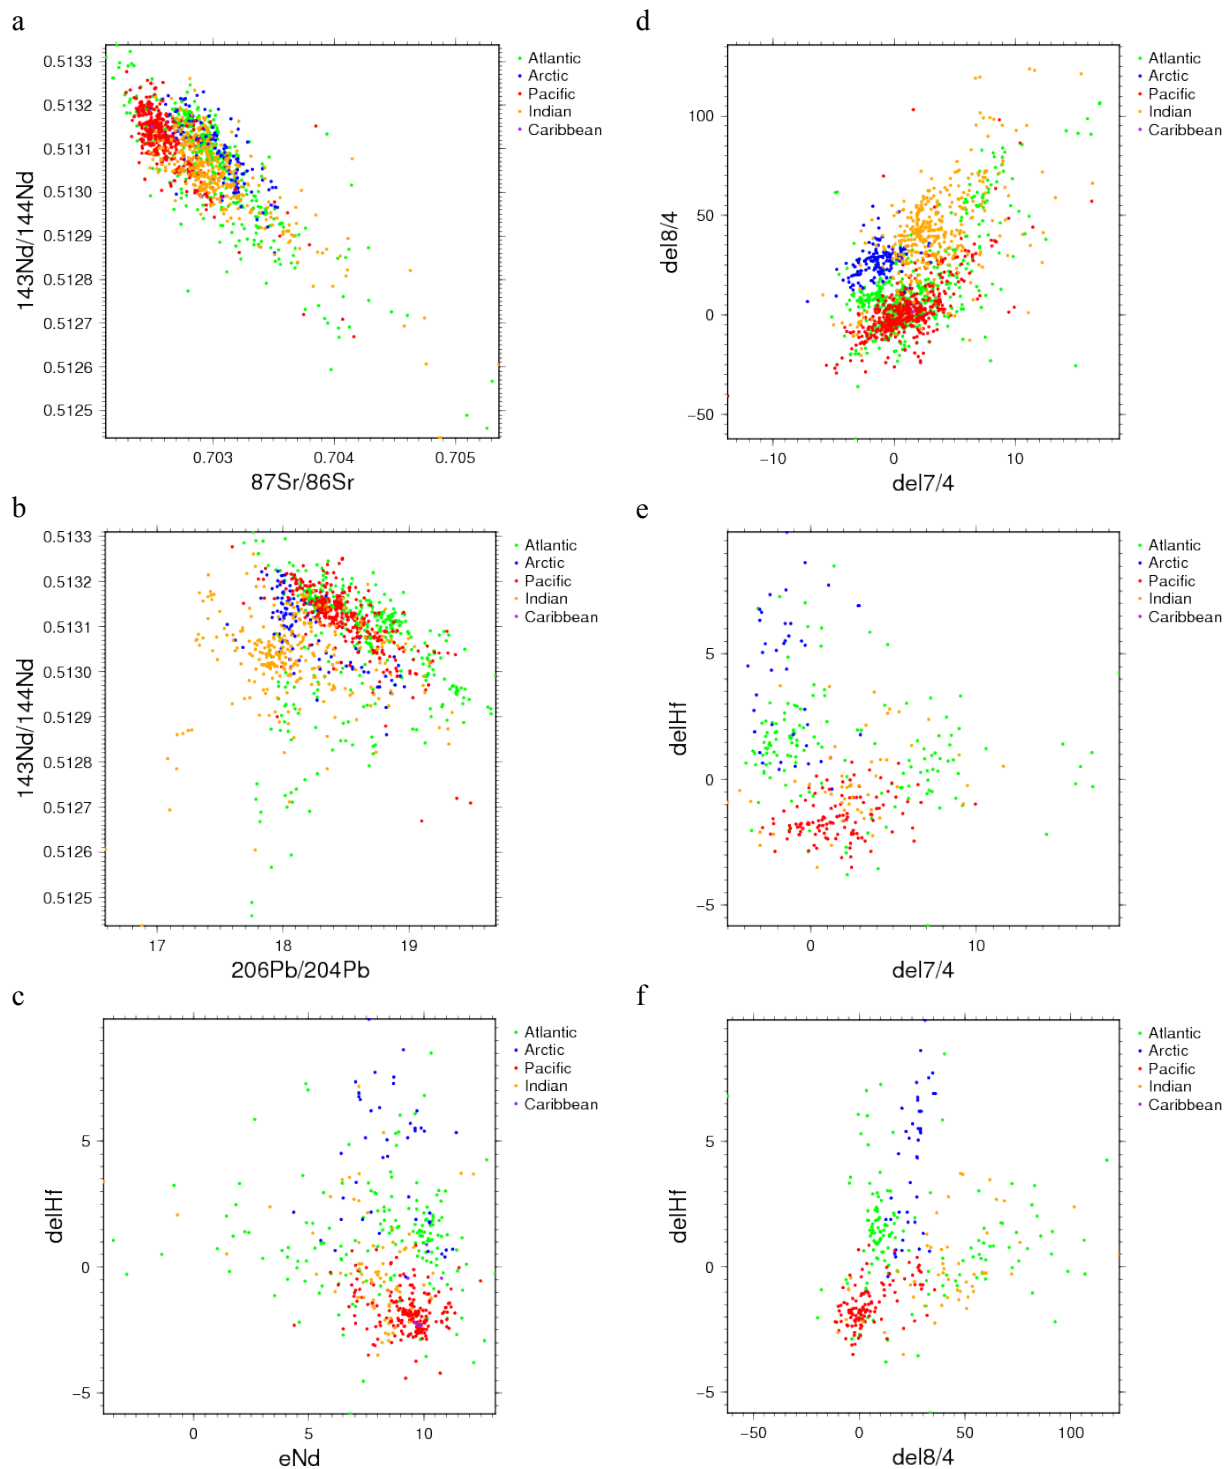 a
0.5133
0.5132
0.5131
0.5130
0.5129
0.5128
0.5127
0.5126
0.5125
143Nd/144Nd
0.703 0.704 0.705
87Sr/86Sr
Atlantic
Arctic
Pacific
Indian
Caribbean
d
100
50
0
−50
del8/4
−10 0 10
del7/4
Atlantic
Arctic
Pacific
Indian
Caribbean
b
0.5133
0.5132
0.5131
0.5130
0.5129
0.5128
0.5127
0.5126
0.5125
143Nd/144Nd
17 18 19
206Pb/204Pb
Atlantic
Arctic
Pacific
Indian
Caribbean
e
5
0
−5
delHf
0 10
del7/4
Atlantic
Arctic
Pacific
Indian
Caribbean
c
5
0
−5
delHf
0 5 10
eNd
Atlantic
Arctic
Pacific
Indian
Caribbean
f
5
0
−5
delHf
−50 0 50 100
del8/4
Atlantic
Arctic
Pacific
Indian
Caribbean